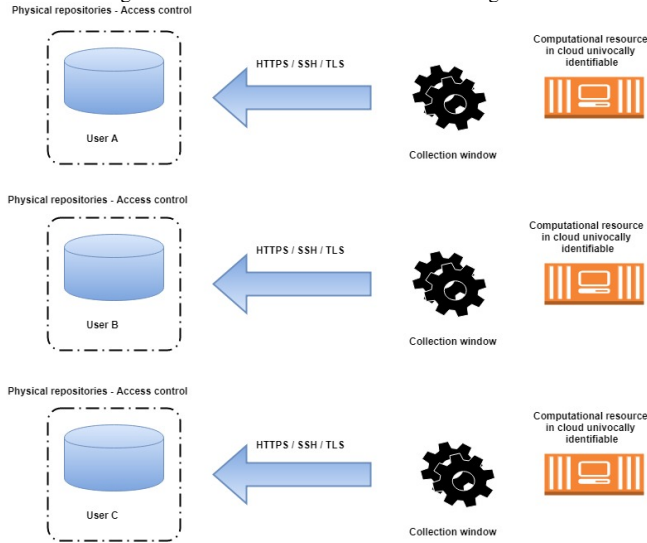 Physical repositories - Access control
HTTPS / SSH / TLS
User A
Collection window
Computational resource
in cloud univocally
identifiable
Physical repositories - Access control
HTTPS / SSH / TLS
User B
Collection window
Computational resource
in cloud univocally
identifiable
Physical repositories - Access control
HTTPS / SSH / TLS
User C
Collection window
Computational resource
in cloud univocally
identifiable